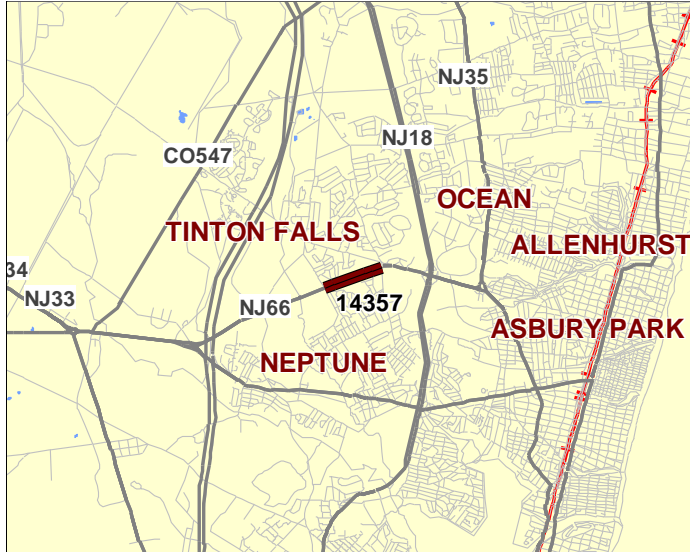 NJ35
NJ18
CO547
OCEAN
TINTON FALLS
ALLENHURST
34
NJ33
NJ66
14357
ASBURY PARK
NEPTUNE